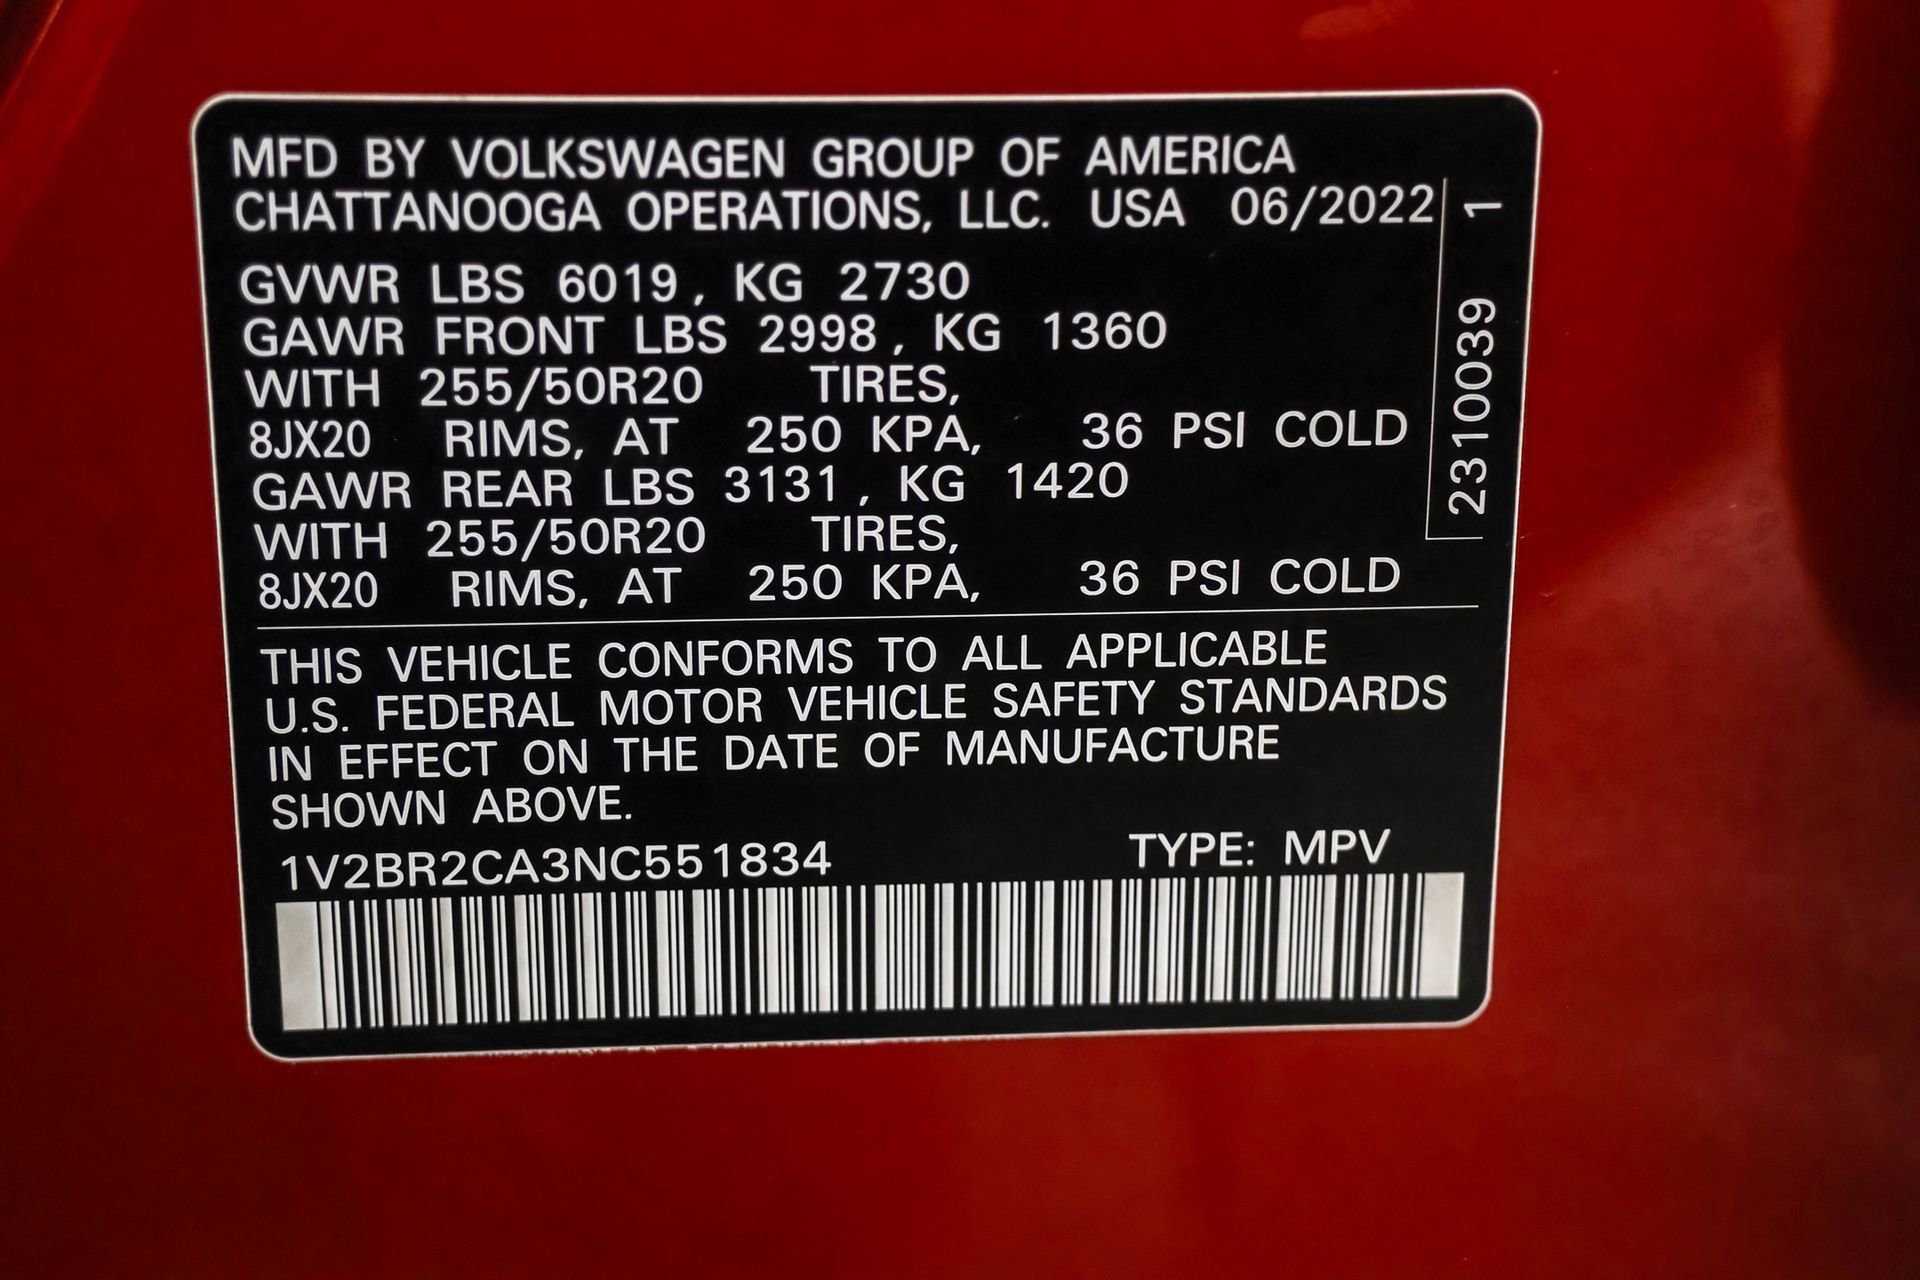 MFD BY VOLKSWAGEN GROUP OF AMERICA
CHATTANOOGA OPERATIONS, LLC. USA 06/2022
GVWR LBS 6019, KG 2730
GAWR FRONT LBS 2998, KG 1360
WITH 255/50R20 TIRES,
8JX20 RIMS, AT 250 KPA, 36 PSI COLD
GAWR REAR LBS 3131, KG 1420
WITH 255/50R20 TIRES,
8JX20 RIMS, AT 250 KPA, 36 PSI COLD
2310039 1
THIS VEHICLE CONFORMS TO ALL APPLICABLE
U.S. FEDERAL MOTOR VEHICLE SAFETY STANDARDS
IN EFFECT ON THE DATE OF MANUFACTURE
SHOWN ABOVE.
1V2BR2CA3NC551834 TYPE: MPV